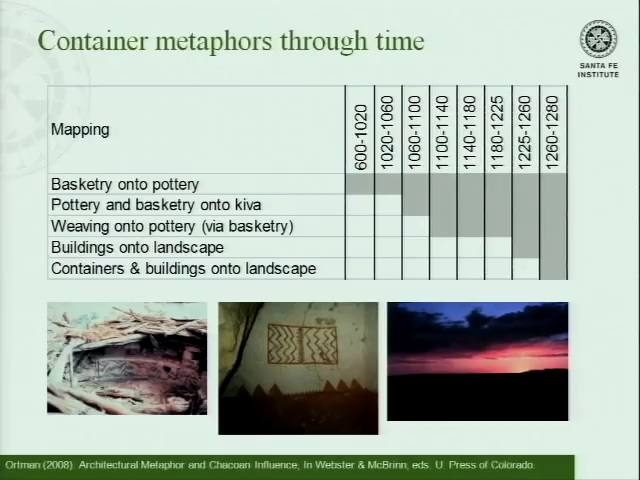 Container metaphors through time
SANTA FE
INSTITUTE
Mapping
600-1020
1020-1060
1060-1100
1100-1140
1140-1180
1180-1225
1225-1260
1260-1280
Basketry onto pottery
Pottery and basketry onto kiva
Weaving onto pottery (via basketry)
Buildings onto landscape
Containers & buildings onto landscape
Ortman (2008). Architectural Metaphor and Chacoan Influence, In Webster & McBrinn, eds. U. Press of Colorado.